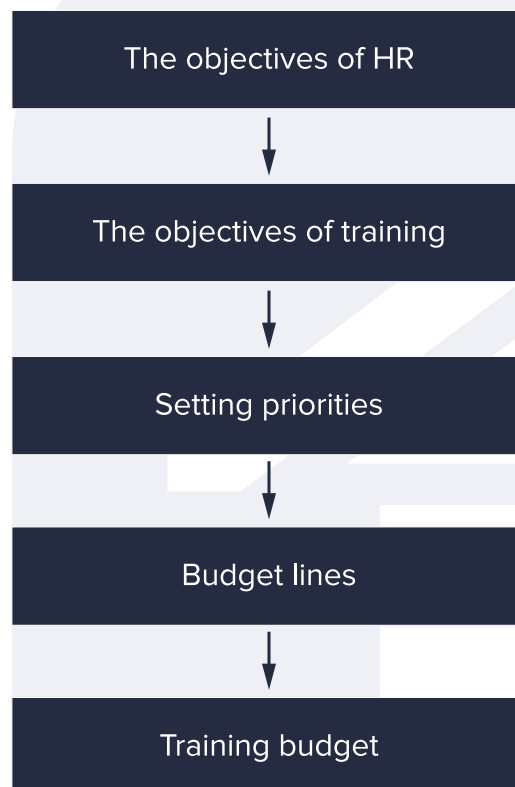 The objectives of HR
The objectives of training
Setting priorities
Budget lines
Training budget